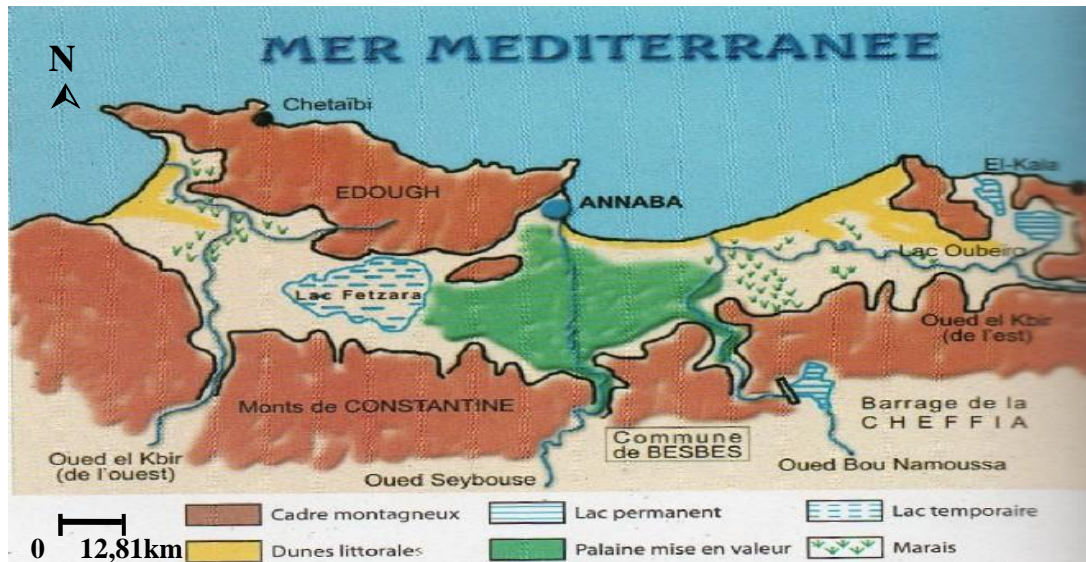 MER MEDITERRANEE
N
Chetaïbi
El-Kala
EDOUGH
ANNABA
Lac Oubeira
Lac Fetzara
Oued el Kbir
(de l'est)
Monts de CONSTANTINE
Barrage de la
CHEFFIA
Commune
de BESBES
Oued el Kbir
(de l'ouest)
Oued Bou Namoussa
Oued Seybouse
Cadre montagneux
Lac permanent
Lac temporaire
0 12,81km
Dunes littorales
Palaine mise en valeur
Marais